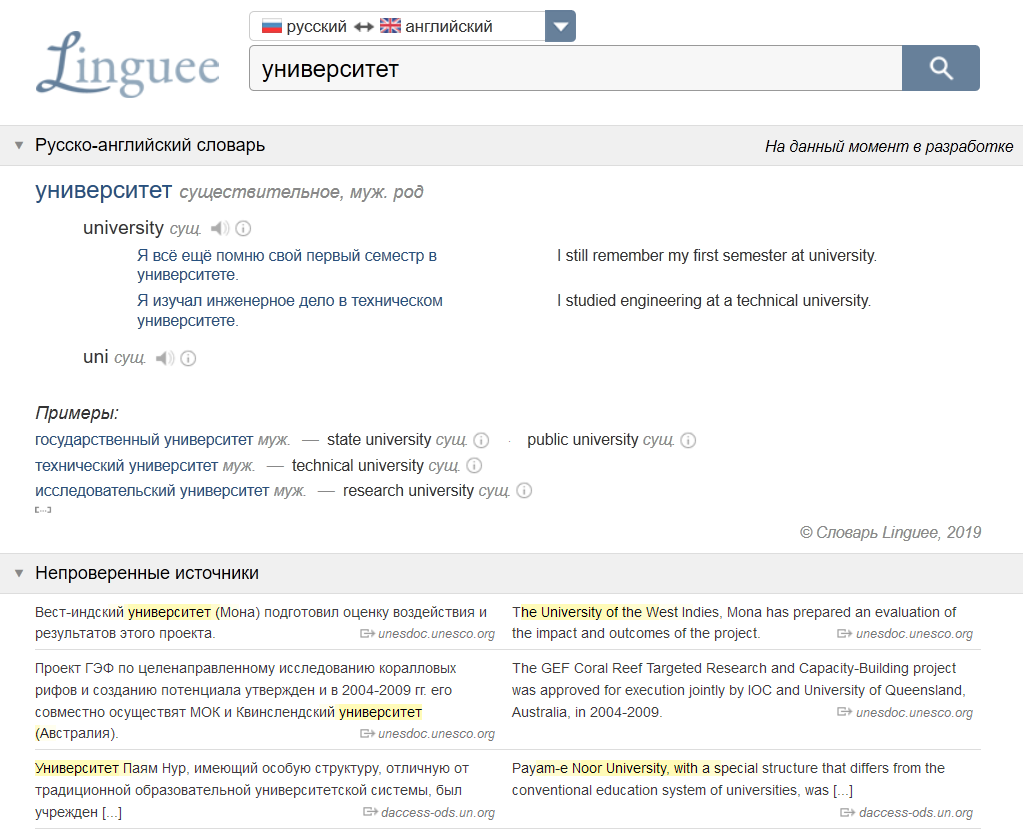 Linguee
русский ↔ английский
университет
Русско-английский словарь
На данный момент в разработке
университет существительное, муж. род
university сущ.
Я всё ещё помню свой первый семестр в
университете.
I still remember my first semester at university.
Я изучал инженерное дело в техническом
университете.
I studied engineering at a technical university.
uni сущ.
Примеры:
государственный университет муж. — state university сущ. · public university сущ.
технический университет муж. — technical university сущ.
исследовательский университет муж. — research university сущ.
[...]
© Словарь Linguee, 2019
Непроверенные источники
Вест-индский университет (Мона) подготовил оценку воздействия и
результатов этого проекта.
unesdoc.unesco.org
The University of the West Indies, Mona has prepared an evaluation of
the impact and outcomes of the project.
unesdoc.unesco.org
Проект ГЭФ по целенаправленному исследованию коралловых
рифов и созданию потенциала утвержден и в 2004-2009 гг. его
совместно осуществят МОК и Квинслендский университет
(Австралия).
unesdoc.unesco.org
The GEF Coral Reef Targeted Research and Capacity-Building project
was approved for execution jointly by IOC and University of Queensland,
Australia, in 2004-2009.
unesdoc.unesco.org
Университет Паям Нур, имеющий особую структуру, отличную от
традиционной образовательной университетской системы, был
учрежден [...]
daccess-ods.un.org
Payam-e Noor University, with a special structure that differs from the
conventional education system of universities, was [...]
daccess-ods.un.org